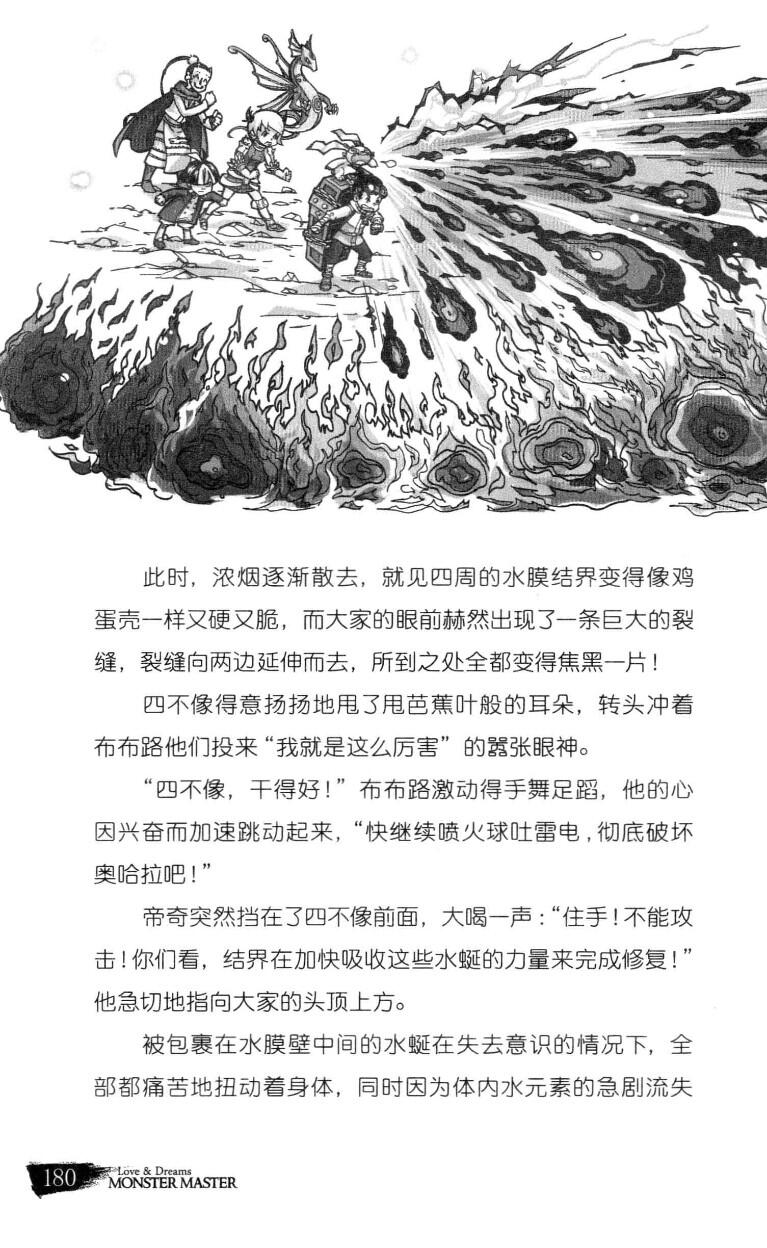 此时，浓烟逐渐散去，就见四周的水膜结界变得像鸡
蛋壳一样又硬又脆，而大家的眼前赫然出现了一条巨大的裂
缝，裂缝向两边延伸而去，所到之处全都变得焦黑一片！
四不像得意扬扬地甩了甩芭蕉叶般的耳朵，转头冲着
布布路他们投来“我就是这么厉害”的嚣张眼神。
“四不像，干得好！”布布路激动得手舞足蹈，他的心
因兴奋而加速跳动起来，“快继续喷火球吐雷电，彻底破坏
奥哈拉吧！”
帝奇突然挡在了四不像前面，大喝一声：“住手！不能攻
击！你们看，结界在加快吸收这些水蜒的力量来完成修复！”
他急切地指向大家的头顶上方。
被包裹在水膜壁中间的水蜒在失去意识的情况下，全
部都痛苦地扭动着身体，同时因为体内水元素的急剧流失
180
Love & Dreams
MONSTER MASTER